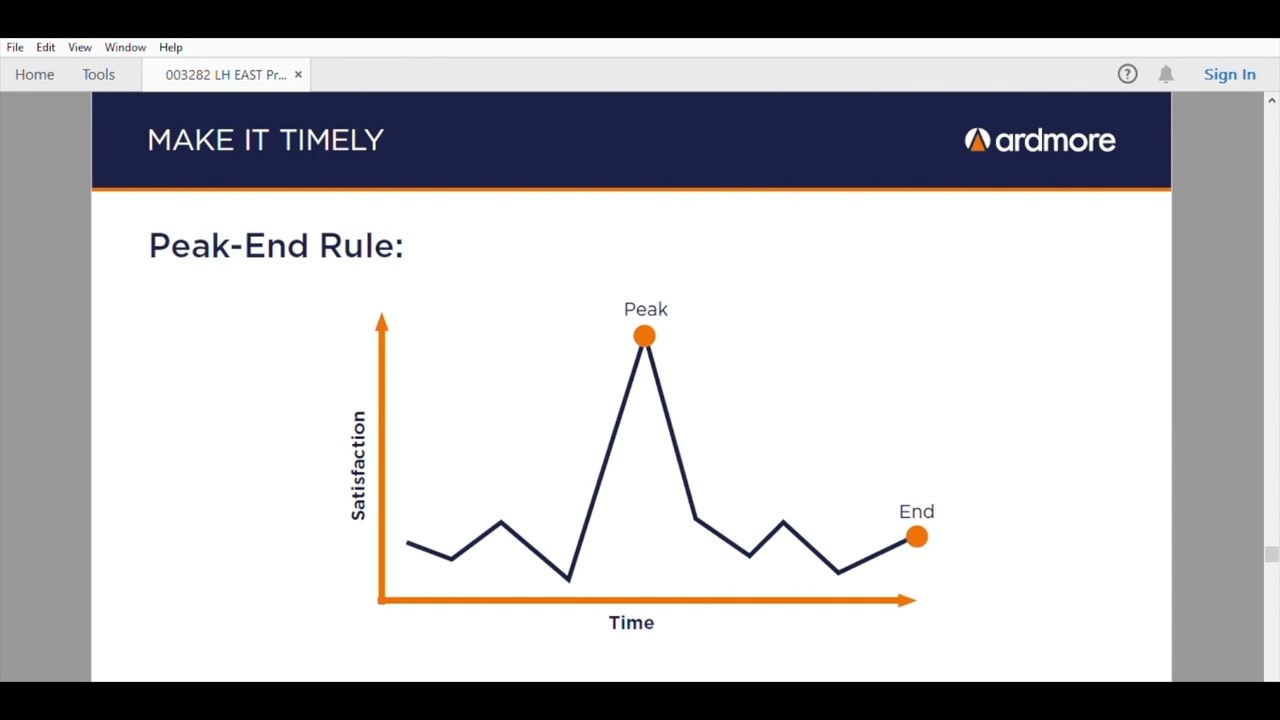 File Edit View Window Help
Home Tools 003282 LH EAST Pr... × ? Sign In
MAKE IT TIMELY ardmore
Peak-End Rule:
Peak
Satisfaction
End
Time